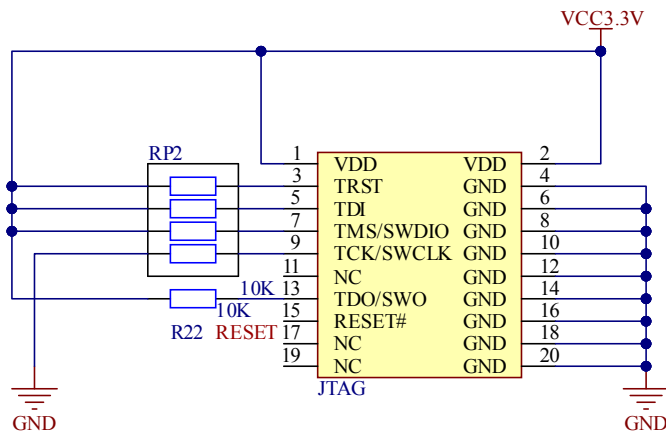 VCC3.3V
RP2
1 VDD VDD 2
3 TRST GND 4
5 TDI GND 6
7 TMS/SWDIO GND 8
9 TCK/SWCLK GND 10
11 NC GND 12
10K 13 TDO/SWO GND 14
10K 15 RESET# GND 16
R22 RESET 17 NC GND 18
19 NC GND 20
JTAG
GND GND